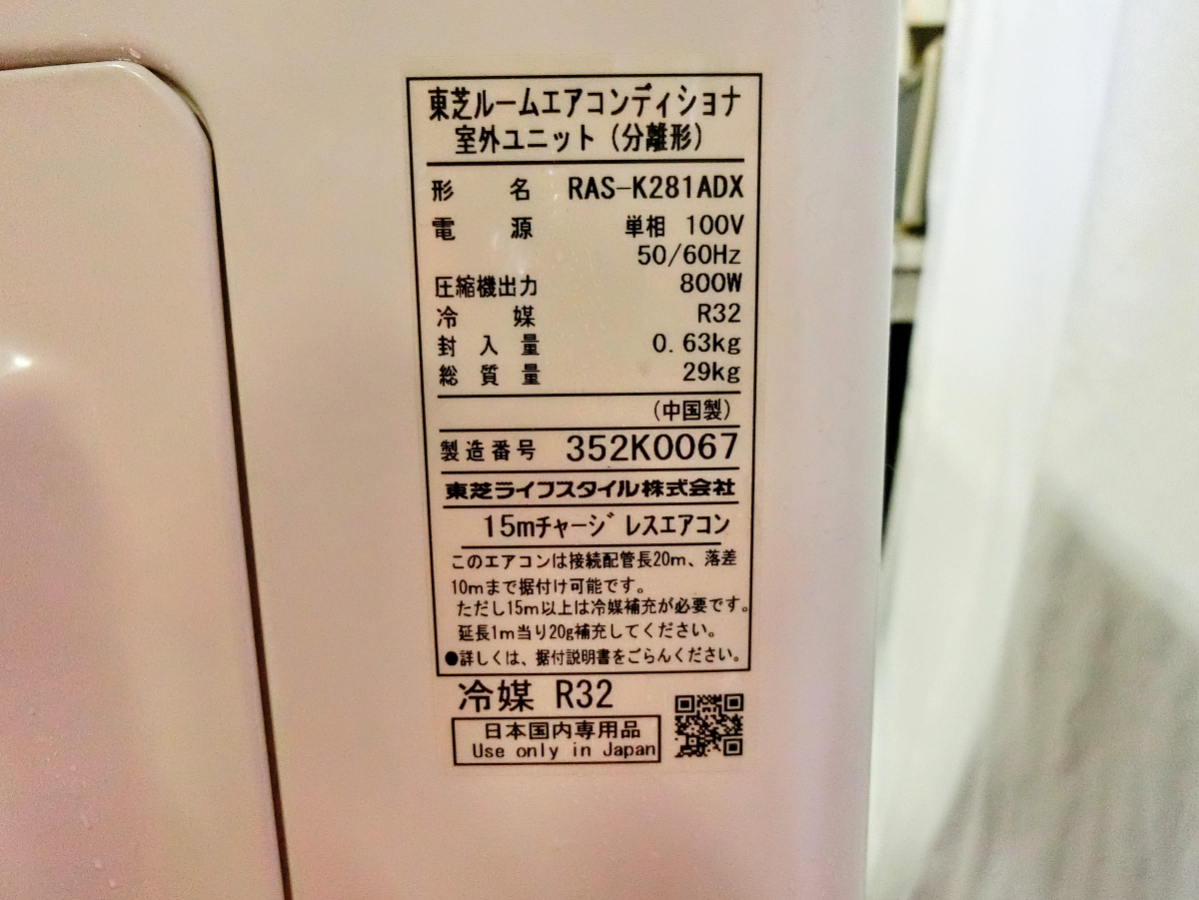 東芝ルームエアコンディショナ
室外ユニット(分離形)
形名 RAS-K281ADX
電源 単相 100V
50/60Hz
圧縮機出力 800W
冷媒 R32
封入量 0.63kg
総質量 29kg
(中国製)
製造番号 352K0067
東芝ライフスタイル株式会社
15mチャージレスエアコン
このエアコンは接続配管長20m、落差
10mまで据付け可能です。
ただし15m以上は冷媒補充が必要です。
延長1m当り20g補充してください。
●詳しくは、据付説明書をごらんください。
冷媒 R32
日本国内専用品
Use only in Japan